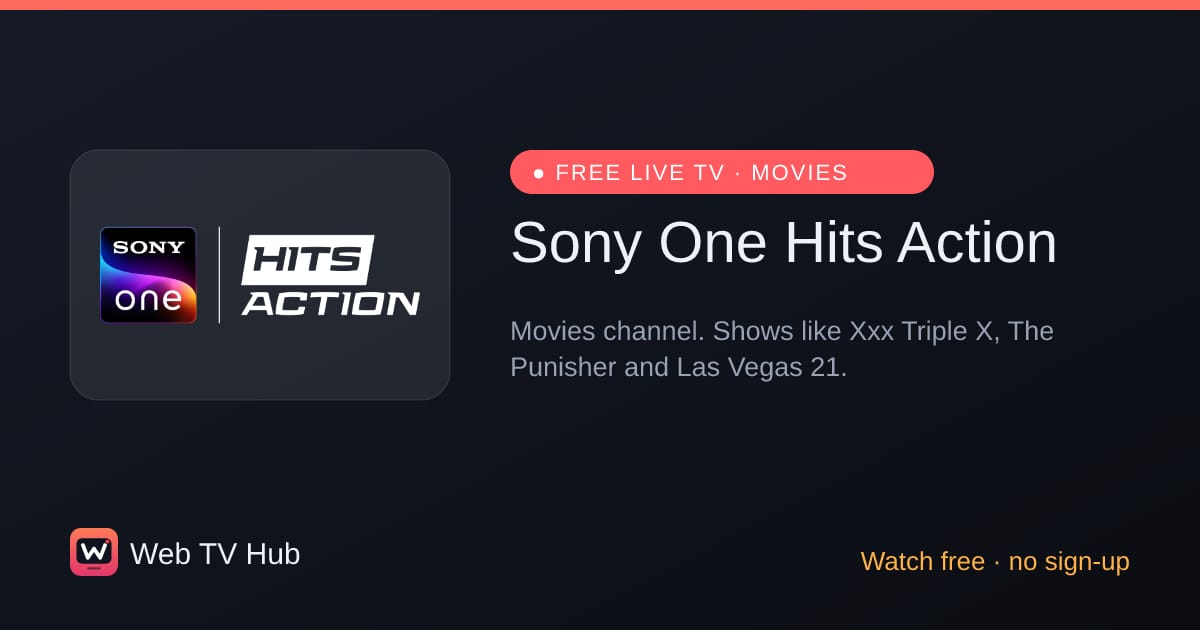 SONY
one
HITS
ACTION
• FREE LIVE TV · MOVIES
Sony One Hits Action
Movies channel. Shows like Xxx Triple X, The
Punisher and Las Vegas 21.
W
Web TV Hub
Watch free · no sign-up